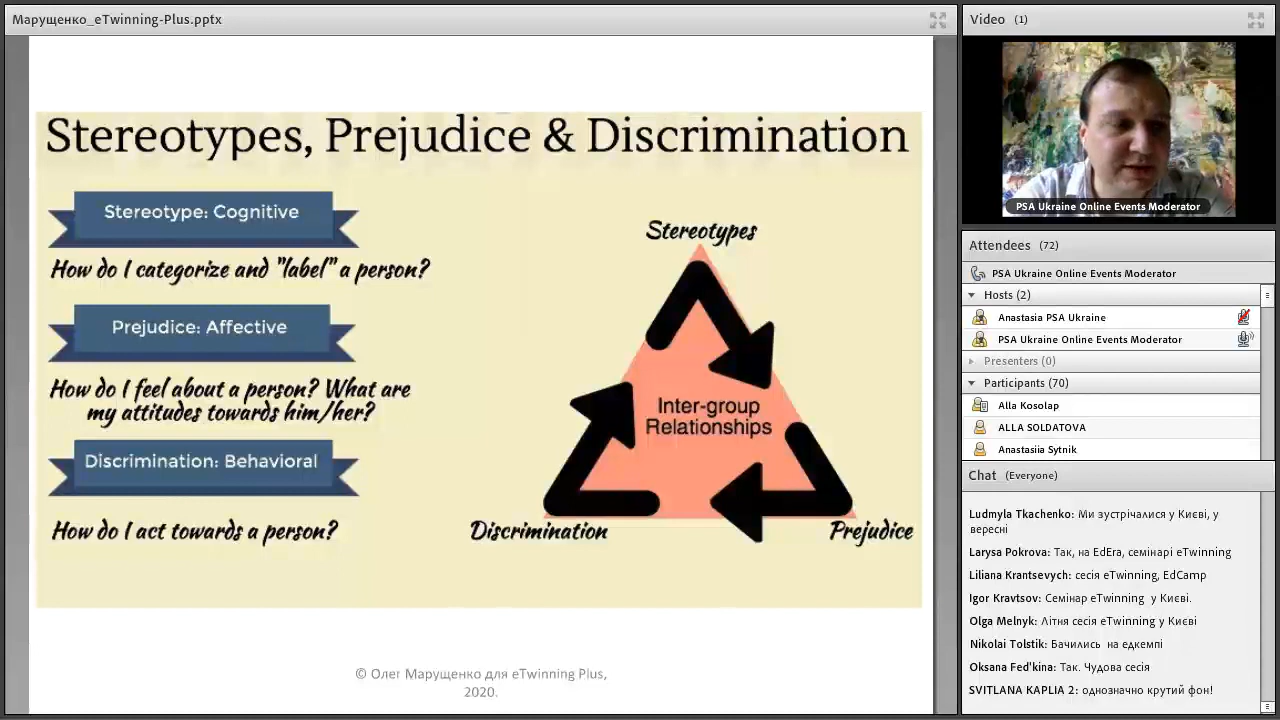 Марущенко_eTwinning-Plus.pptx
Stereotypes, Prejudice & Discrimination
Stereotype: Cognitive
How do I categorize and "label" a person?
Prejudice: Affective
How do I feel about a person? What are
my attitudes towards him/her?
Discrimination: Behavioral
How do I act towards a person?
Stereotypes
Inter-group
Relationships
Discrimination
Prejudice
© Олег Марущенко для eTwinning Plus,
2020.
Video (1)
PSA Ukraine Online Events Moderator
Attendees (72)
PSA Ukraine Online Events Moderator
Hosts (2)
Anastasia PSA Ukraine
PSA Ukraine Online Events Moderator
Presenters (0)
Participants (70)
Alla Kosolap
ALLA SOLDATOVA
Anastasiia Sytnik
Chat (Everyone)
Ludmyla Tkachenko: Ми зустрічалися у Києві, у
вересні
Larysa Pokrova: Так, на EdEra, семінарі eTwinning
Liliana Krantsevych: сесія eTwinning, EdCamp
Igor Kravtsov: Семінар eTwinning у Києві.
Olga Melnyk: Літня сесія eTwinning у Києві
Nikolai Tolstik: Бачились на едкемпі
Oksana Fed'kina: Так. Чудова сесія
SVITLANA KAPLIA 2: однозначно крутий фон!